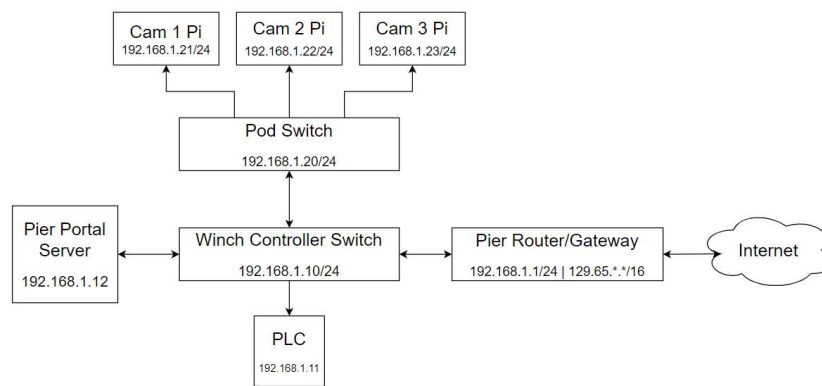 Cam 1 Pi
192.168.1.21/24
Cam 2 Pi
192.168.1.22/24
Cam 3 Pi
192.168.1.23/24
Pod Switch
192.168.1.20/24
Pier Portal
Server
192.168.1.12
Winch Controller Switch
192.168.1.10/24
Pier Router/Gateway
192.168.1.1/24 | 129.65.*.*/16
Internet
PLC
192.168.1.11